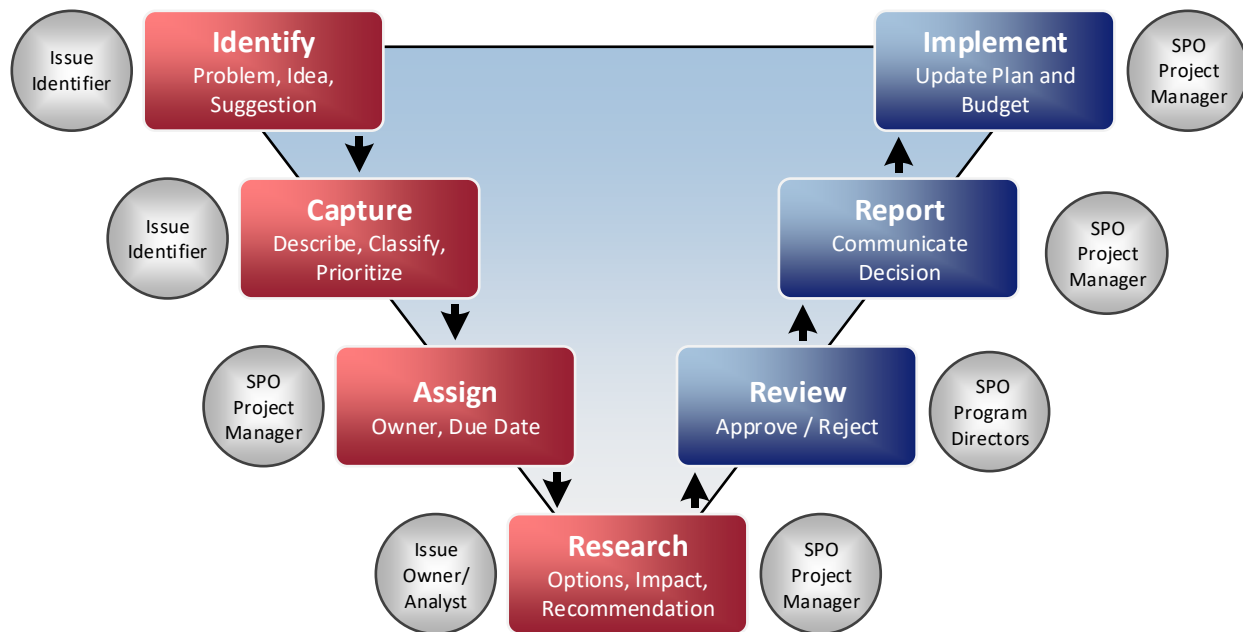 Issue
Identifier
Identify
Problem, Idea,
Suggestion
Implement
Update Plan and
Budget
SPO
Project
Manager
Issue
Identifier
Capture
Describe, Classify,
Prioritize
Report
Communicate
Decision
SPO
Project
Manager
SPO
Project
Manager
Assign
Owner, Due Date
Review
Approve / Reject
SPO
Program
Directors
Issue
Owner/
Analyst
Research
Options, Impact,
Recommendation
SPO
Project
Manager